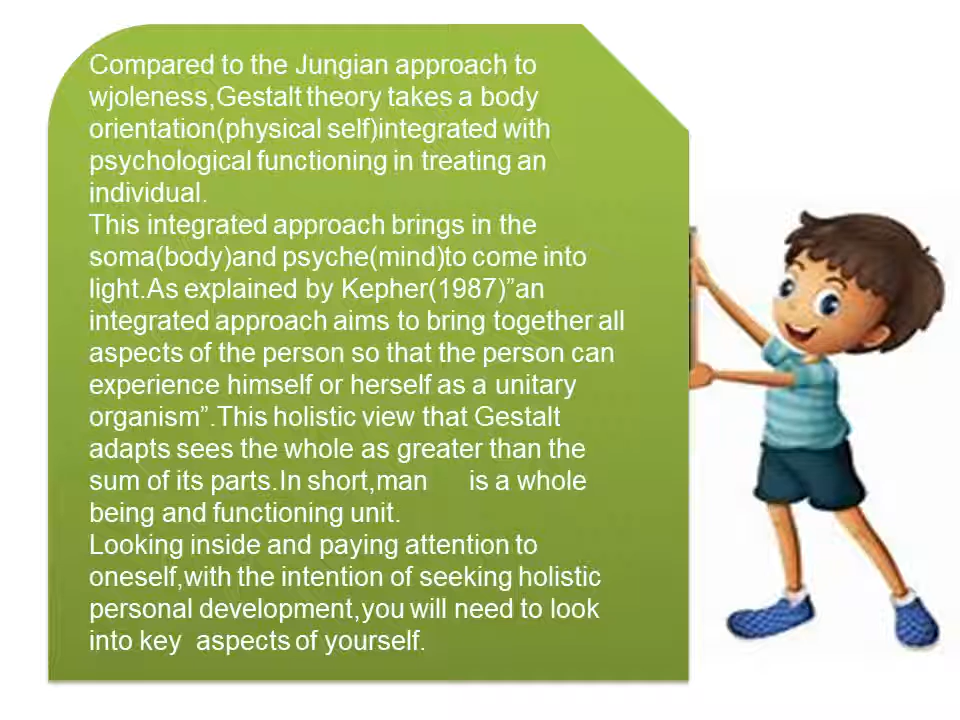 Compared to the Jungian approach to
wjoleness,Gestalt theory takes a body
orientation(physical self)integrated with
psychological functioning in treating an
individual.
This integrated approach brings in the
soma(body)and psyche(mind)to come into
light.As explained by Kepher(1987)”an
integrated approach aims to bring together all
aspects of the person so that the person can
experience himself or herself as a unitary
organism”.This holistic view that Gestalt
adapts sees the whole as greater than the
sum of its parts.In short,man is a whole
being and functioning unit.
Looking inside and paying attention to
oneself,with the intention of seeking holistic
personal development,you will need to look
into key aspects of yourself.